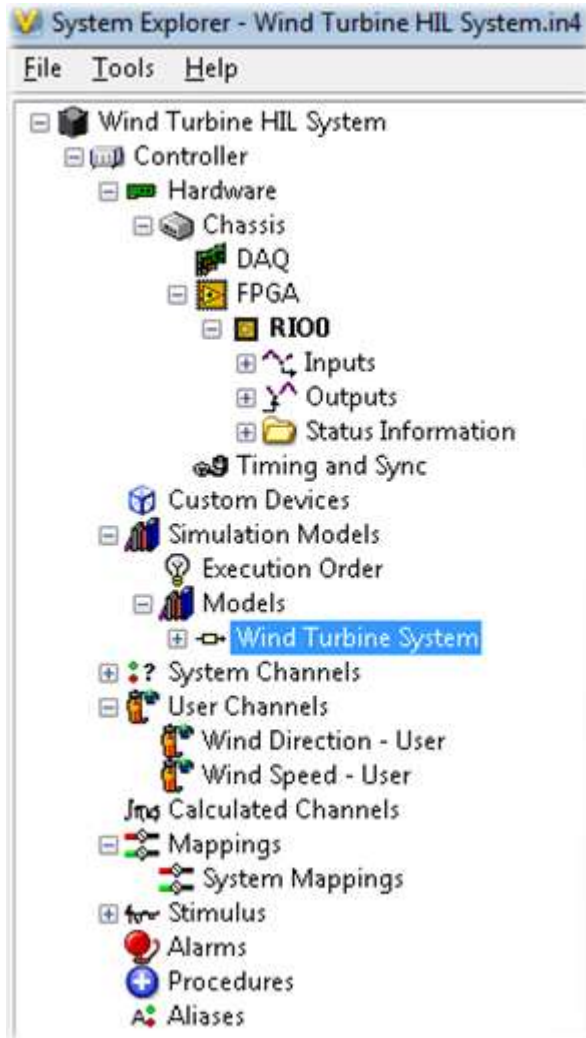 System Explorer - Wind Turbine HIL System.in4
File Tools Help
Wind Turbine HIL System
Controller
Hardware
Chassis
DAQ
FPGA
RIO0
Inputs
Outputs
Status Information
Timing and Sync
Custom Devices
Simulation Models
Execution Order
Models
Wind Turbine System
System Channels
User Channels
Wind Direction - User
Wind Speed - User
Calculated Channels
Mappings
System Mappings
Stimulus
Alarms
Procedures
Aliases